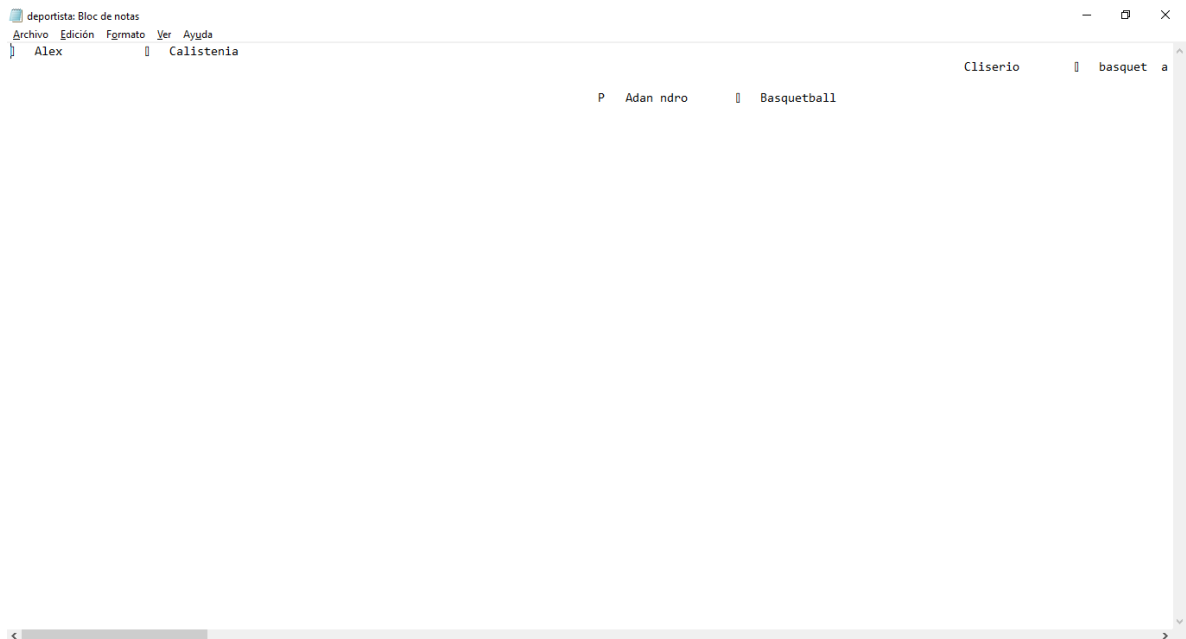 deportista: Bloc de notas
Archivo Edición Formato Ver Ayuda
Alex Calistenia
Cliserio basquet a
P Adan ndro Basquetball